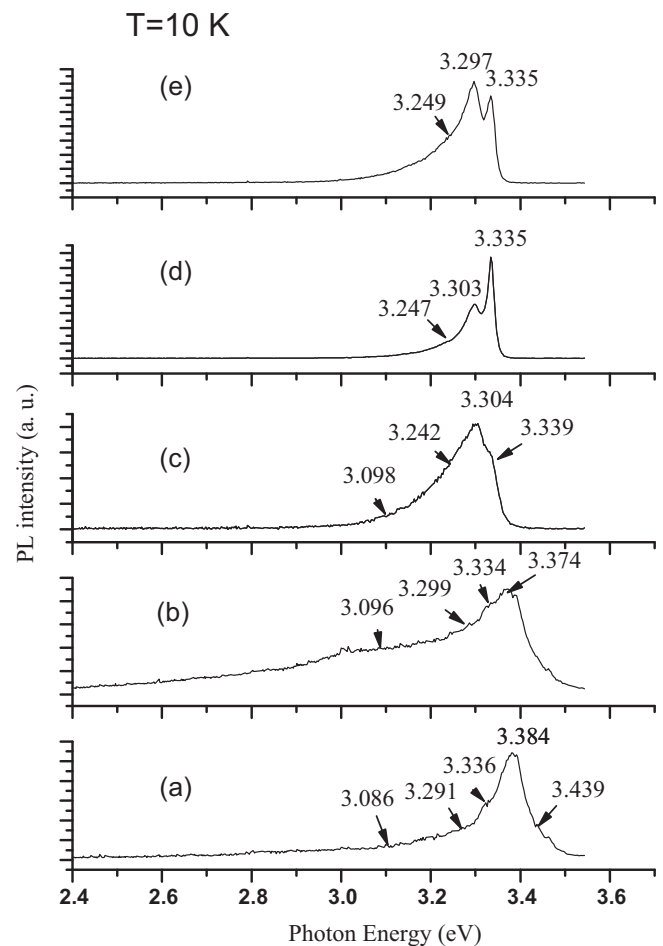 T=10 K
(e)
3.297
3.335
3.249
(d)
3.335
3.303
3.247
(c)
3.304
3.242
3.339
3.098
PL intensity (a. u.)
(b)
3.374
3.334
3.299
3.096
(a)
3.384
3.336
3.291
3.086
3.439
2.4 2.6 2.8 3.0 3.2 3.4 3.6
Photon Energy (eV)